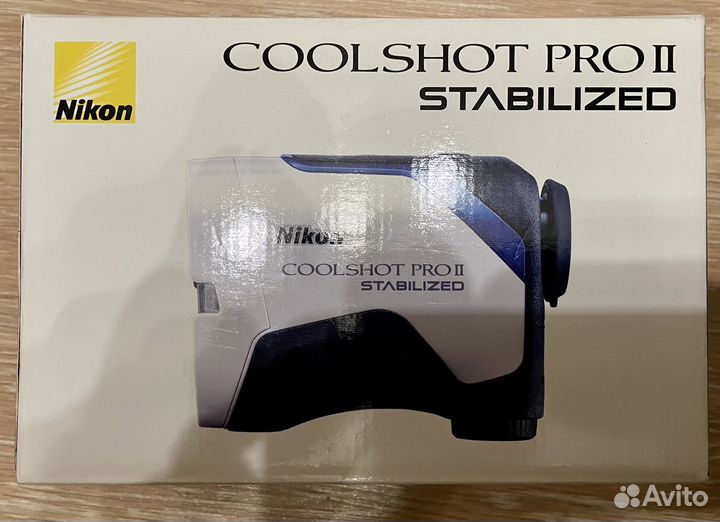 Nikon
COOLSHOT PRO II
STABILIZED
Nikon
COOLSHOT PRO II
STABILIZED
Avito